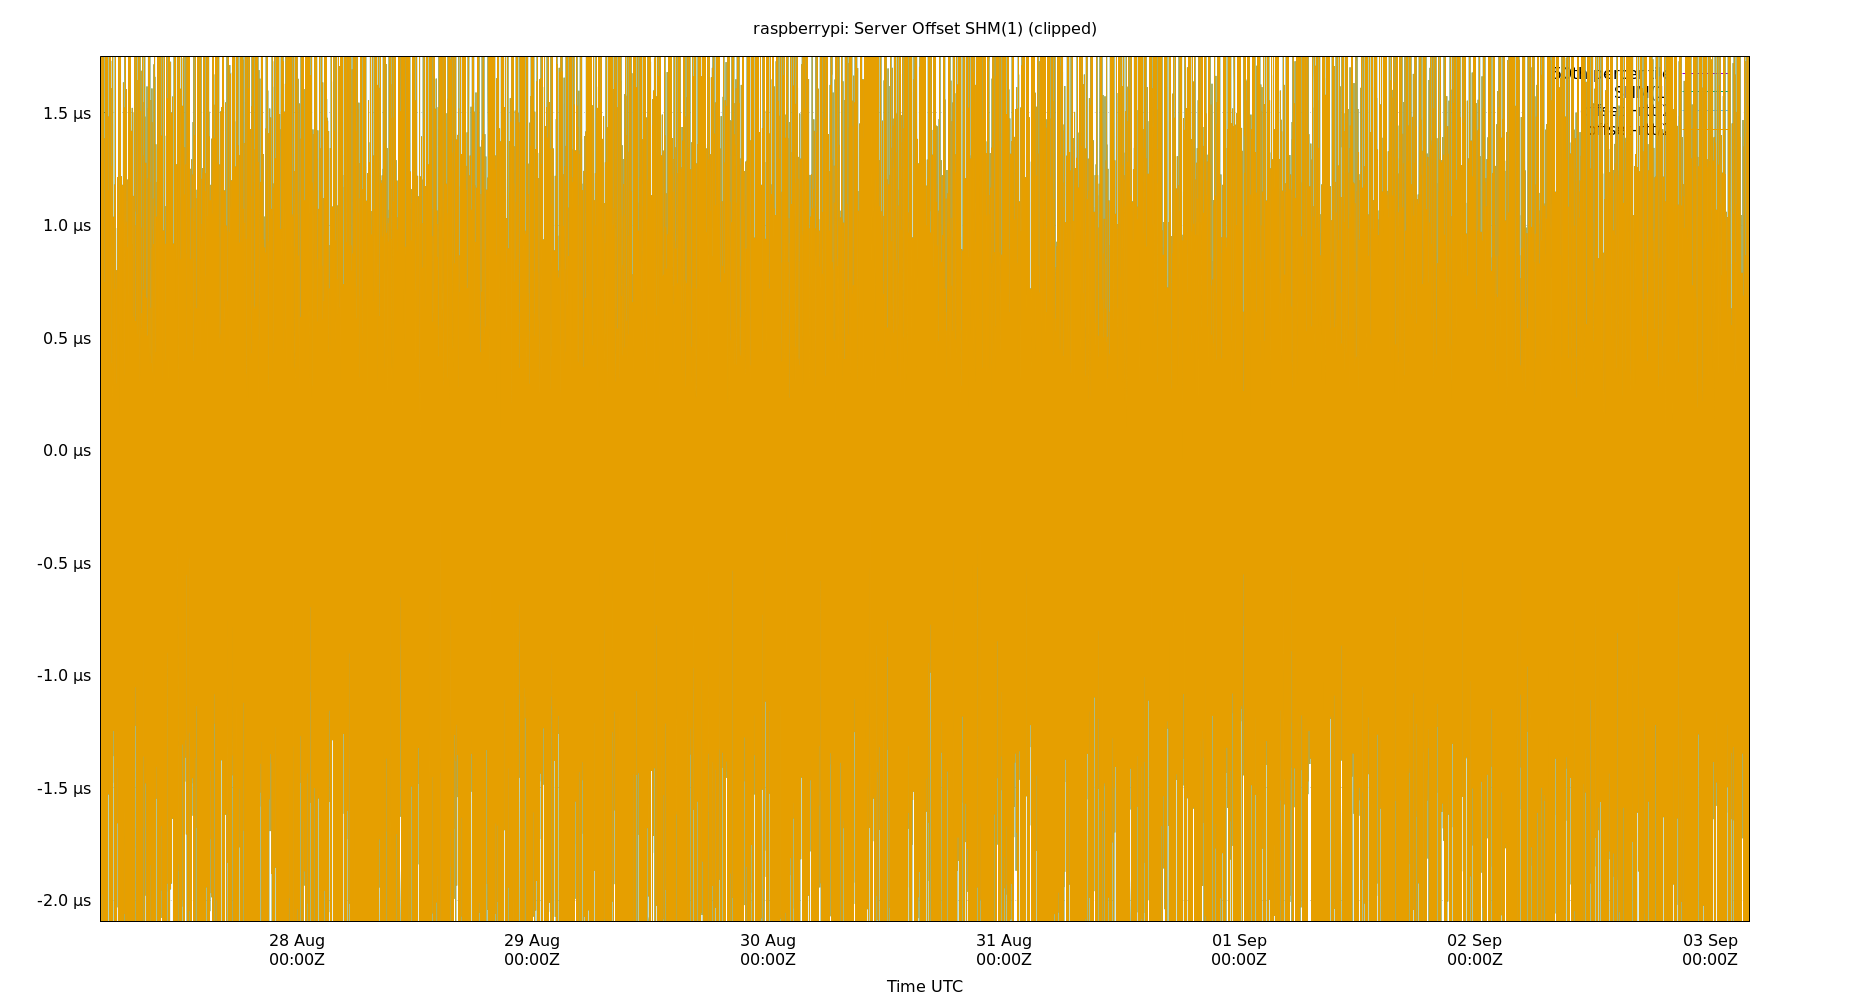 raspberrypi: Server Offset SHM(1) (clipped)
1.5 µs
1.0 µs
0.5 µs
0.0 µs
-0.5 µs
-1.0 µs
-1.5 µs
-2.0 µs
28 Aug
00:00Z
29 Aug
00:00Z
30 Aug
00:00Z
31 Aug
00:00Z
01 Sep
00:00Z
02 Sep
00:00Z
03 Sep
00:00Z
Time UTC